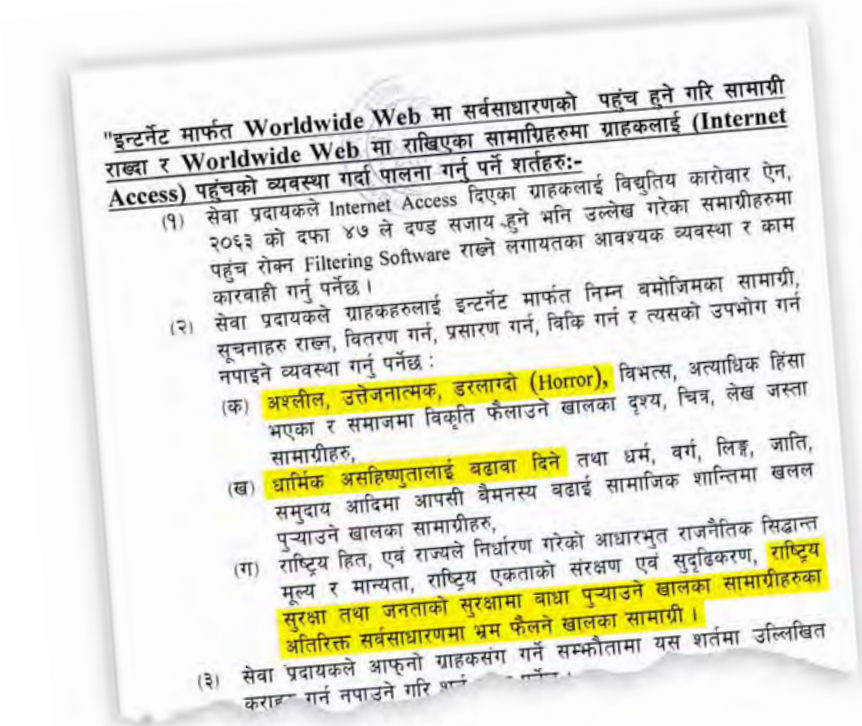 "इन्टर्नेट मार्फत Worldwide Web मा सर्वसाधारणको पहुंच हुने गरि सामाग्री
राख्दा र Worldwide Web मा राखिएका सामाग्रिहरुमा ग्राहकलाई (Internet
Access) पहुंचको व्यवस्था गर्दा पालना गर्नु पर्ने शर्तहरु:-
(१) सेवा प्रदायकले Internet Access दिएका ग्राहकलाई विद्युतिय कारोवार ऐन,
२०६३ को दफा ४७ ले दण्ड सजाय हुने भनि उल्लेख गरेका समाग्रीहरुमा
पहुंच रोक्न Filtering Software राख्ने लगायतका आवश्यक व्यवस्था र काम
कारवाही गर्नु पर्नेछ ।
(२) सेवा प्रदायकले ग्राहकहरुलाई इन्टर्नेट मार्फत निम्न बमोजिमका सामाग्री,
सूचनाहरु राख्न, वितरण गर्न, प्रसारण गर्न, विकि गर्न र त्यसको उपभोग गर्न
नपाइने व्यवस्था गर्नु पर्नेछ :
(क) अश्लील, उत्तेजनात्मक, डरलाग्दो (Horror), विभत्स, अत्याधिक हिंसा
भएका र समाजमा विकृति फैलाउने खालका दृश्य, चित्र, लेख जस्ता
सामाग्रीहरु,
(ख) धार्मिक असहिष्णुतालाई बढावा दिने तथा धर्म, वर्ग, लिङ्ग, जाति,
समुदाय आदिमा आपसी वैमनस्य बढाई सामाजिक शान्तिमा खलल
पुऱ्याउने खालका सामाग्रीहरु,
(ग) राष्ट्रिय हित, एवं राज्यले निर्धारण गरेको आधारभुत राजनैतिक सिद्धान्त
मूल्य र मान्यता, राष्ट्रिय एकताको संरक्षण एवं सुदृढिकरण, राष्ट्रिय
सुरक्षा तथा जनताको सुरक्षामा बाधा पुऱ्याउने खालका सामाग्रीहरुका
अतिरिक्त सर्वसाधारणमा भ्रम फैलने खालका सामाग्री ।
(३) सेवा प्रदायकले आफ्नो ग्राहकसंग गर्ने सम्झौतामा यस शर्तमा उल्लिखित
गर्न नपाउने गरि